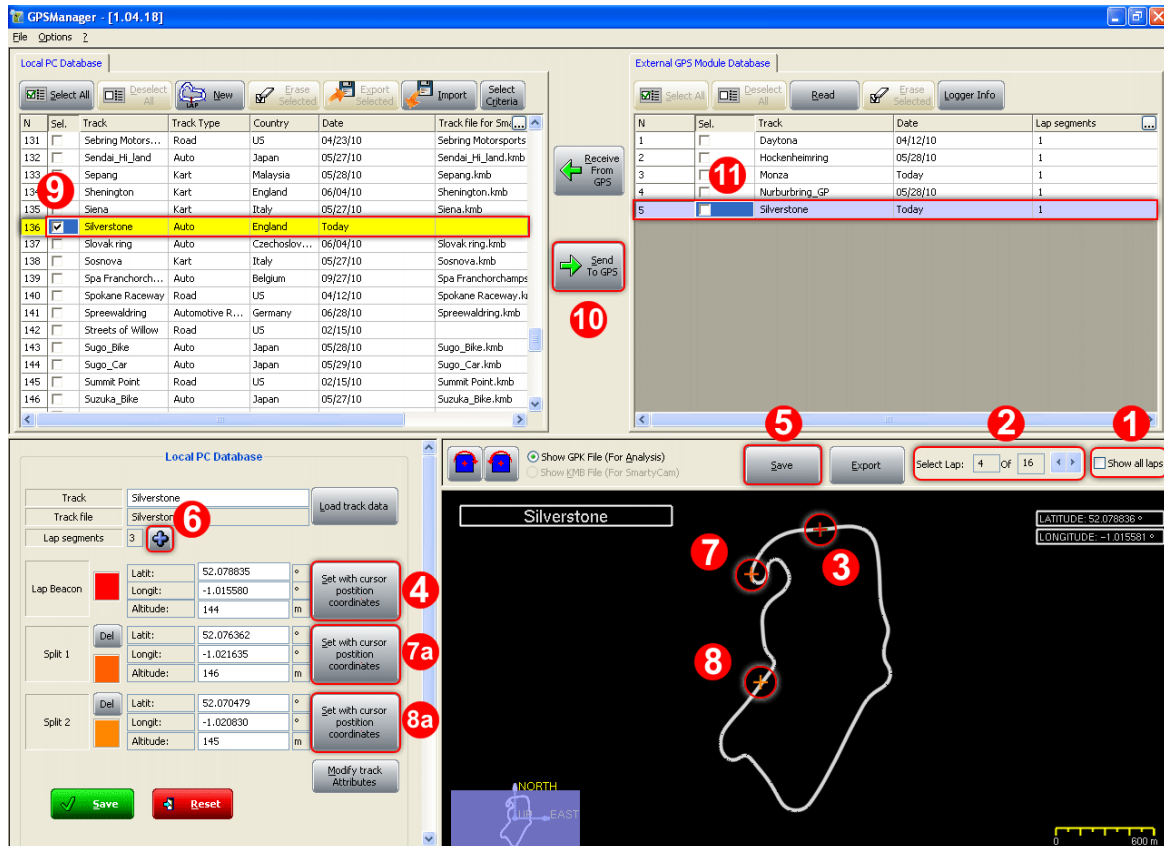 GPSManager - [1.04.18]
File Options ?
Local PC Database
Select All
Deselect All
LAP New
Erase Selected
Export Selected
Import
Select Criteria
N Sel. Track Track Type Country Date Track file for Sma ...
131 Sebring Motors... Road US 04/23/10 Sebring Motorsports
132 Sendai_Hi_land Auto Japan 05/27/10 Sendai_Hi_land.kmb
133 Sepang Kart Malaysia 05/28/10 Sepang.kmb
134 Shenington Kart England 06/04/10 Shenington.kmb
135 Siena Kart Italy 05/27/10 Siena.kmb
136 Silverstone Auto England Today
137 Slovak ring Auto Czechoslov... 06/04/10 Slovak ring.kmb
138 Sosnova Kart Italy 05/27/10 Sosnova.kmb
139 Spa Franchorch... Auto Belgium 09/27/10 Spa Franchorchamps
140 Spokane Raceway Road US 04/12/10 Spokane Raceway.k
141 Spreewaldring Automotive R... Germany 06/28/10 Spreewaldring.kmb
142 Streets of Willow Road US 02/15/10
143 Sugo_Bike Auto Japan 05/28/10 Sugo_Bike.kmb
144 Sugo_Car Auto Japan 05/29/10 Sugo_Car.kmb
145 Summit Point Road US 02/15/10 Summit Point.kmb
146 Suzuka_Bike Auto Japan 05/27/10 Suzuka_Bike.kmb
9
Receive From GPS
Send To GPS
10
External GPS Module Database
Select All
Deselect All
Read
Erase Selected
Logger Info
N Sel. Track Date Lap segments ...
1 Daytona 04/12/10 1
2 Hockenheimring 05/28/10 1
3 Monza Today 1
4 Nurburbring_GP 05/28/10 1
5 Silverstone Today 1
11
Local PC Database
Track Silverstone
Load track data
Track file Silverston
6
Lap segments 3
Lap Beacon
Latit: 52.078835 °
Longit: -1.015580 °
Altitude: 144 m
Set with cursor postition coordinates
4
Split 1
Del
Latit: 52.076362 °
Longit: -1.021635 °
Altitude: 146 m
Set with cursor postition coordinates
7a
Split 2
Del
Latit: 52.070479 °
Longit: -1.020830 °
Altitude: 145 m
Set with cursor postition coordinates
8a
Modify track Attributes
Save
Reset
Show GPK File (For Analysis)
Show KMB File (For SmartyCam)
5
Save
Export
2
Select Lap: 4 Of 16
1
Show all laps
Silverstone
LATITUDE: 52.078836 °
LONGITUDE: -1.015581 °
7
3
8
NORTH
UP
EAST
0 600 m